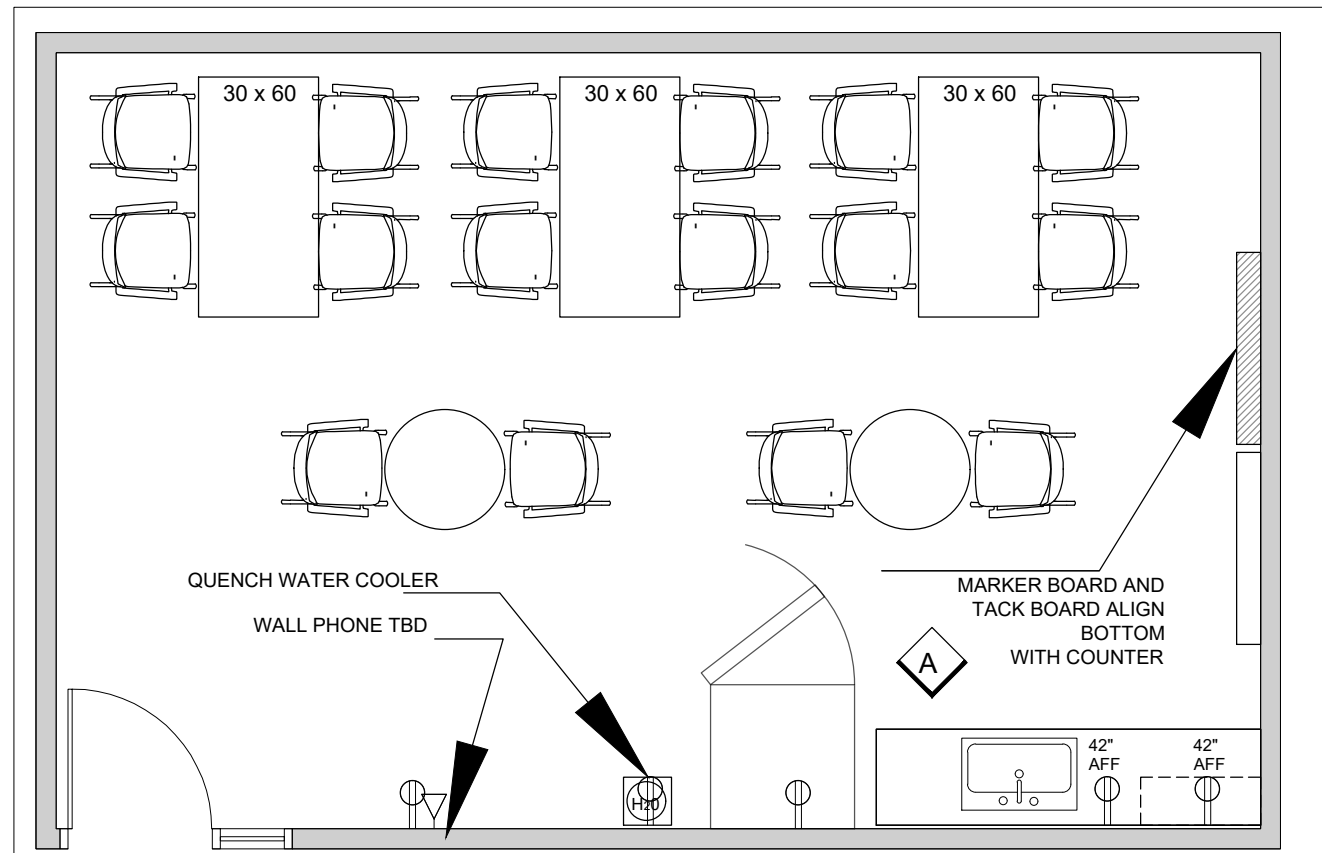 30 x 60
30 x 60
30 x 60
QUENCH WATER COOLER
WALL PHONE TBD
MARKER BOARD AND
TACK BOARD ALIGN
BOTTOM
WITH COUNTER
A
42"
AFF
42"
AFF
H20